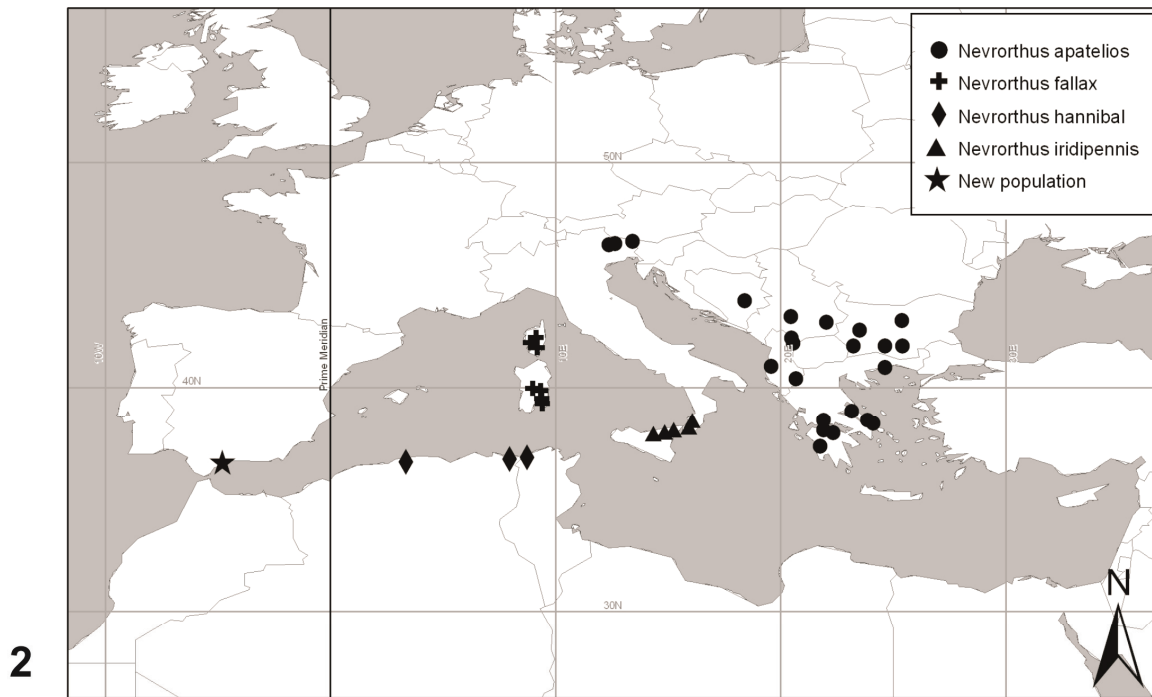 Nevrorthus apatelios
Nevrorthus fallax
Nevrorthus hannibal
Nevrorthus iridipennis
New population
50N
10W
Prime Meridian
10E
20E
30E
40N
30N
N
2